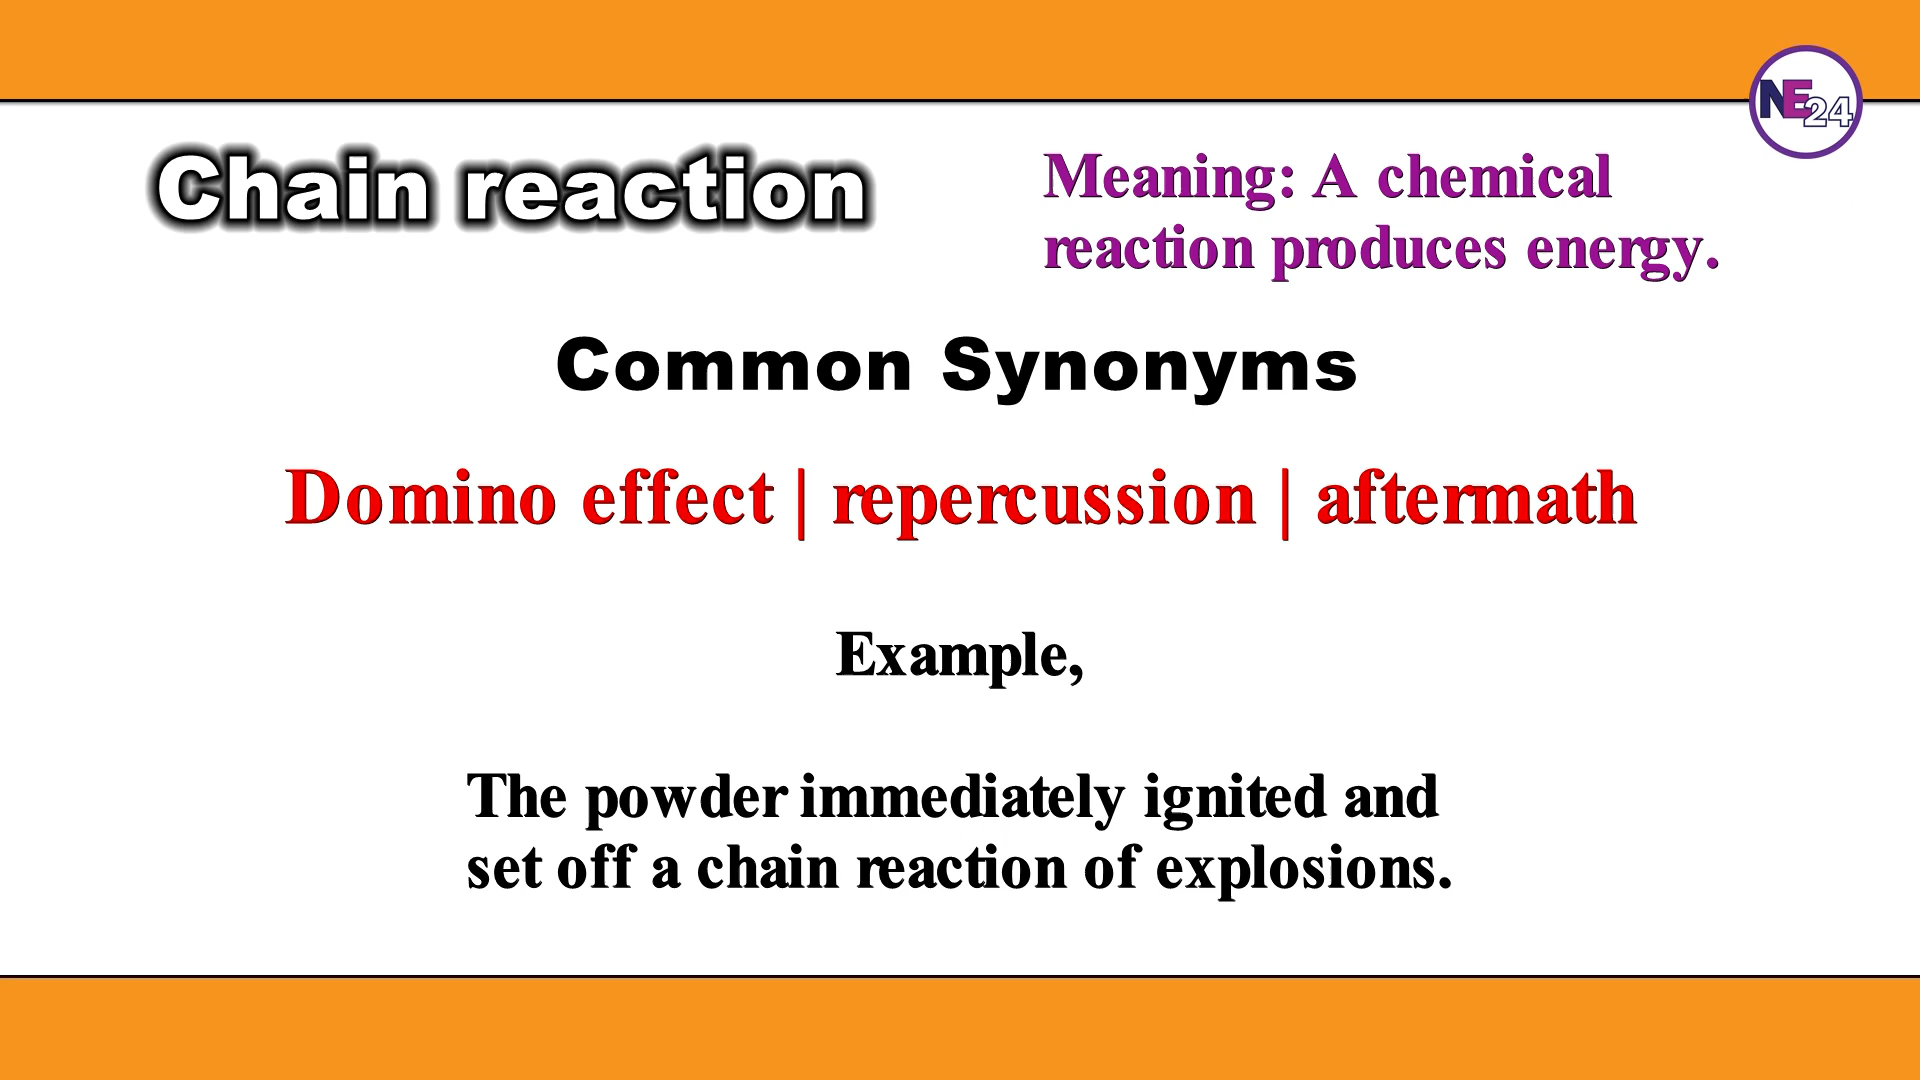 NE24
Chain reaction
Meaning: A chemical
reaction produces energy.
Common Synonyms
Domino effect | repercussion | aftermath
Example,
The powder immediately ignited and
set off a chain reaction of explosions.